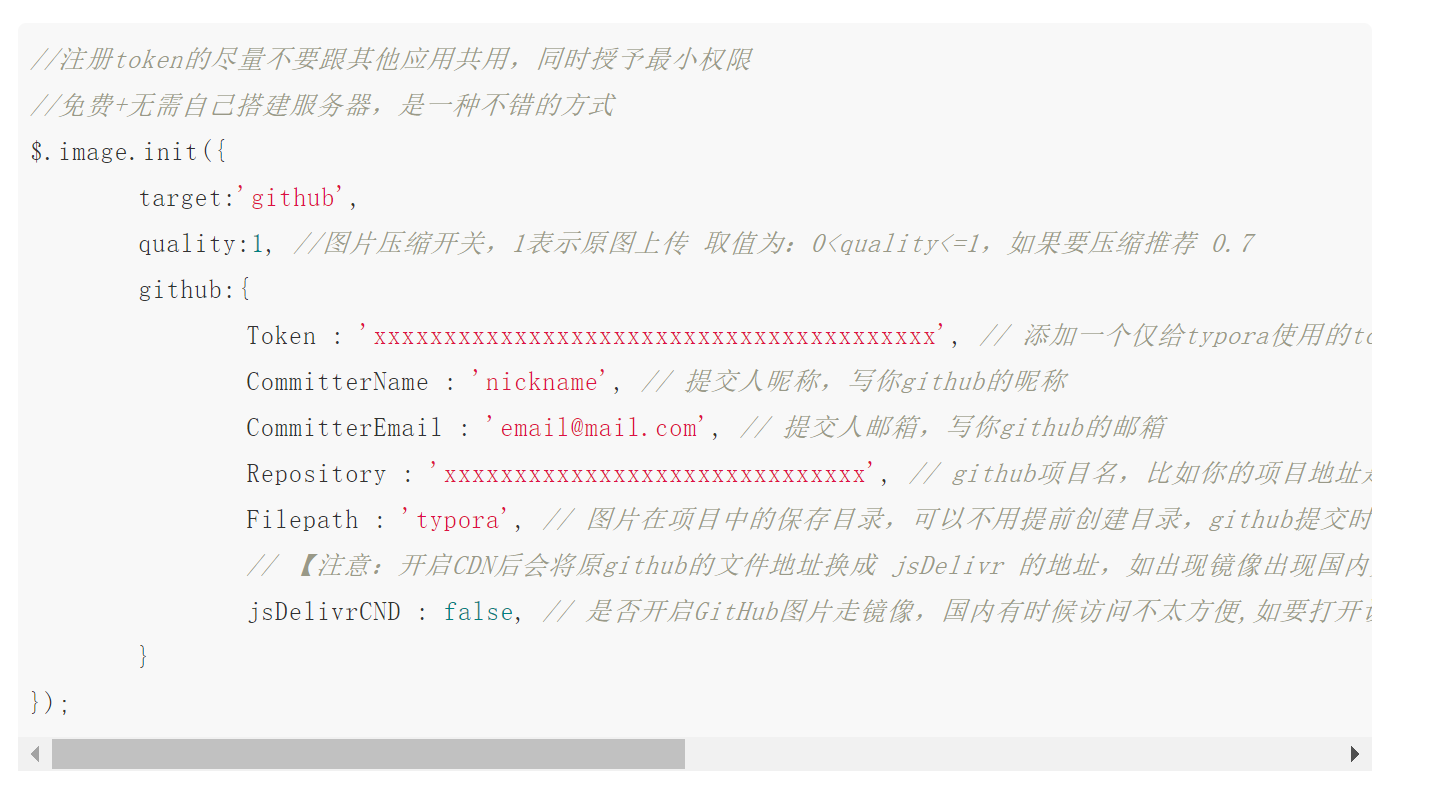 //注册token的尽量不要跟其他应用共用，同时授予最小权限
//免费+无需自己搭建服务器，是一种不错的方式
$.image.init({
target:'github',
quality:1, //图片压缩开关，1表示原图上传 取值为：0<quality<=1，如果要压缩推荐 0.7
github:{
Token : 'xxxxxxxxxxxxxxxxxxxxxxxxxxxxxxxxxxxxxxxx', // 添加一个仅给typora使用的
CommitterName : 'nickname', // 提交人昵称，写你github的昵称
CommitterEmail : 'email@mail.com', // 提交人邮箱，写你github的邮箱
Repository : 'xxxxxxxxxxxxxxxxxxxxxxxxxxxxxx', // github项目名，比如你的项目地址
Filepath : 'typora', // 图片在项目中的保存目录，可以不用提前创建目录，github提交时
// 【注意：开启CDN后会将原github的文件地址换成 jsDelivr 的地址，如出现镜像出现国内
jsDelivrCND : false, // 是否开启GitHub图片走镜像，国内有时候访问不太方便,如要打开
}
});